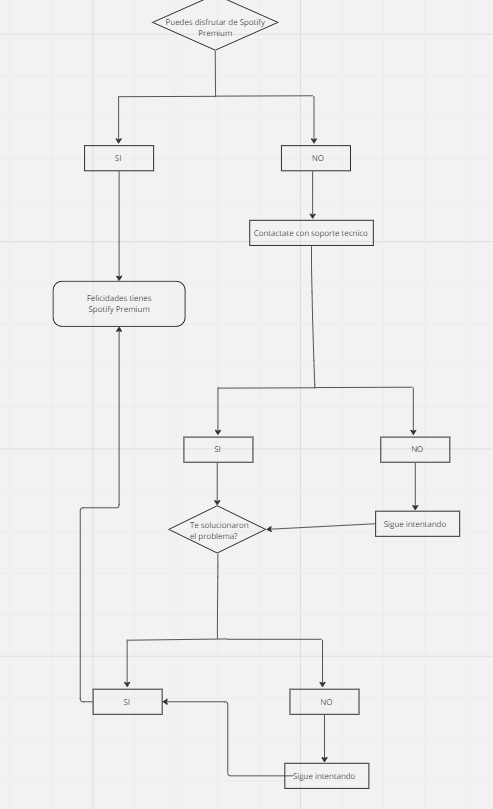 Puedes disfrutar de Spotify
Premium
SI
NO
Contactate con soporte tecnico
Felicidades tienes
Spotify Premium
SI
NO
Te solucionaron
el problema?
Sigue intentando
SI
NO
Sigue intentando